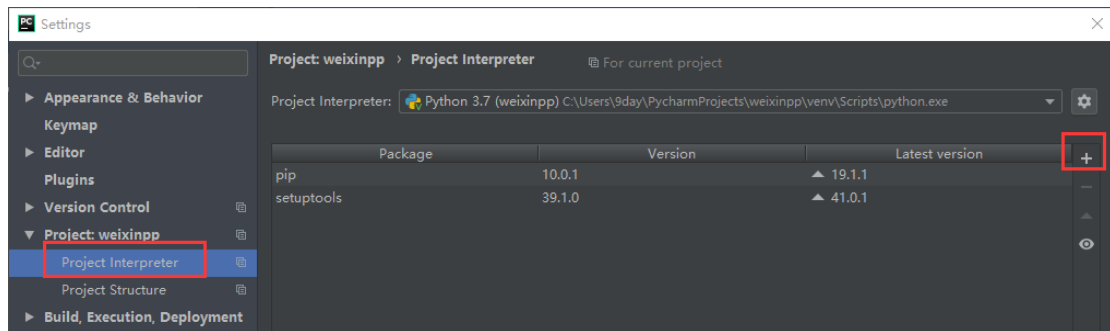 PC Settings
Project: weixinpp › Project Interpreter For current project
Appearance & Behavior
Project Interpreter: Python 3.7 (weixinpp) C:\Users\9day\PycharmProjects\weixinpp\venv\Scripts\python.exe
Keymap
Editor
Package Version Latest version
Plugins
pip 10.0.1 19.1.1
Version Control
setuptools 39.1.0 41.0.1
Project: weixinpp
Project Interpreter
Project Structure
Build, Execution, Deployment